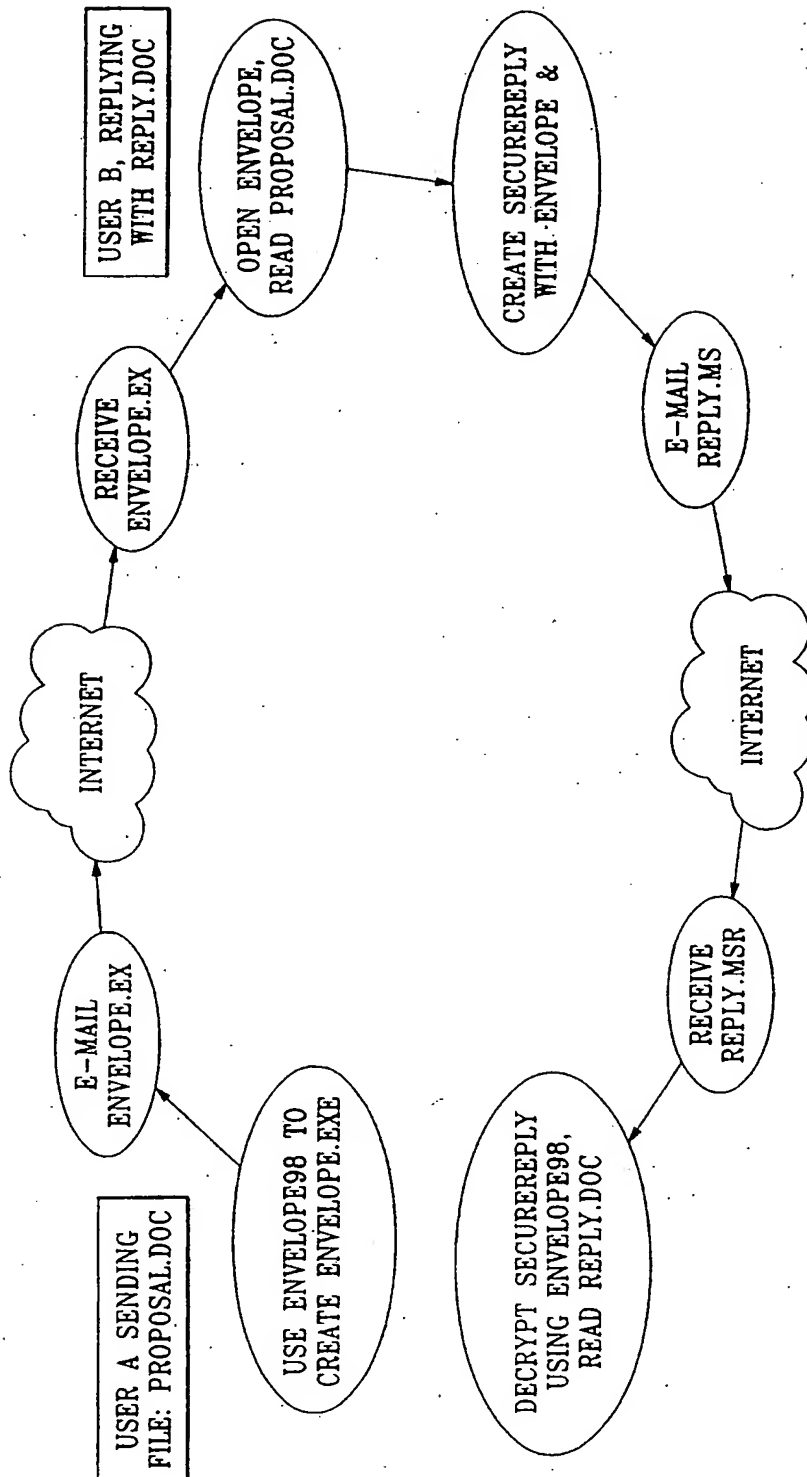 USER A SENDING
FILE: PROPOSAL.DOC
USE ENVELOPE98 TO
CREATE ENVELOPE.EXE
E-MAIL
ENVELOPE.EX
INTERNET
RECEIVE
ENVELOPE.EX
USER B, REPLYING
WITH REPLY.DOC
OPEN ENVELOPE,
READ PROPOSAL.DOC
CREATE SECUREREPLY
WITH ENVELOPE &
E-MAIL
REPLY.MS
INTERNET
RECEIVE
REPLY.MSR
DECRYPT SECUREREPLY
USING ENVELOPE98,
READ REPLY.DOC